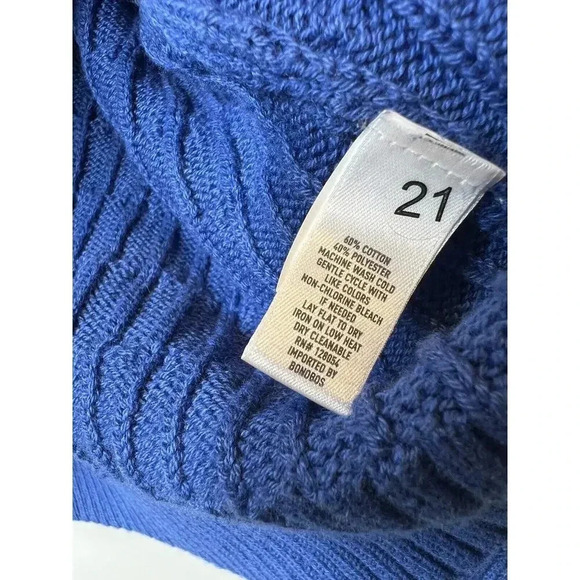 21
60% COTTON
40% POLYESTER
MACHINE WASH COLD
GENTLE CYCLE WITH
LIKE COLORS
NON-CHLORINE BLEACH
IF NEEDED
LAY FLAT TO DRY
IRON ON LOW HEAT
DRY CLEANABLE
RN# 128054
IMPORTED BY
BONOBOS